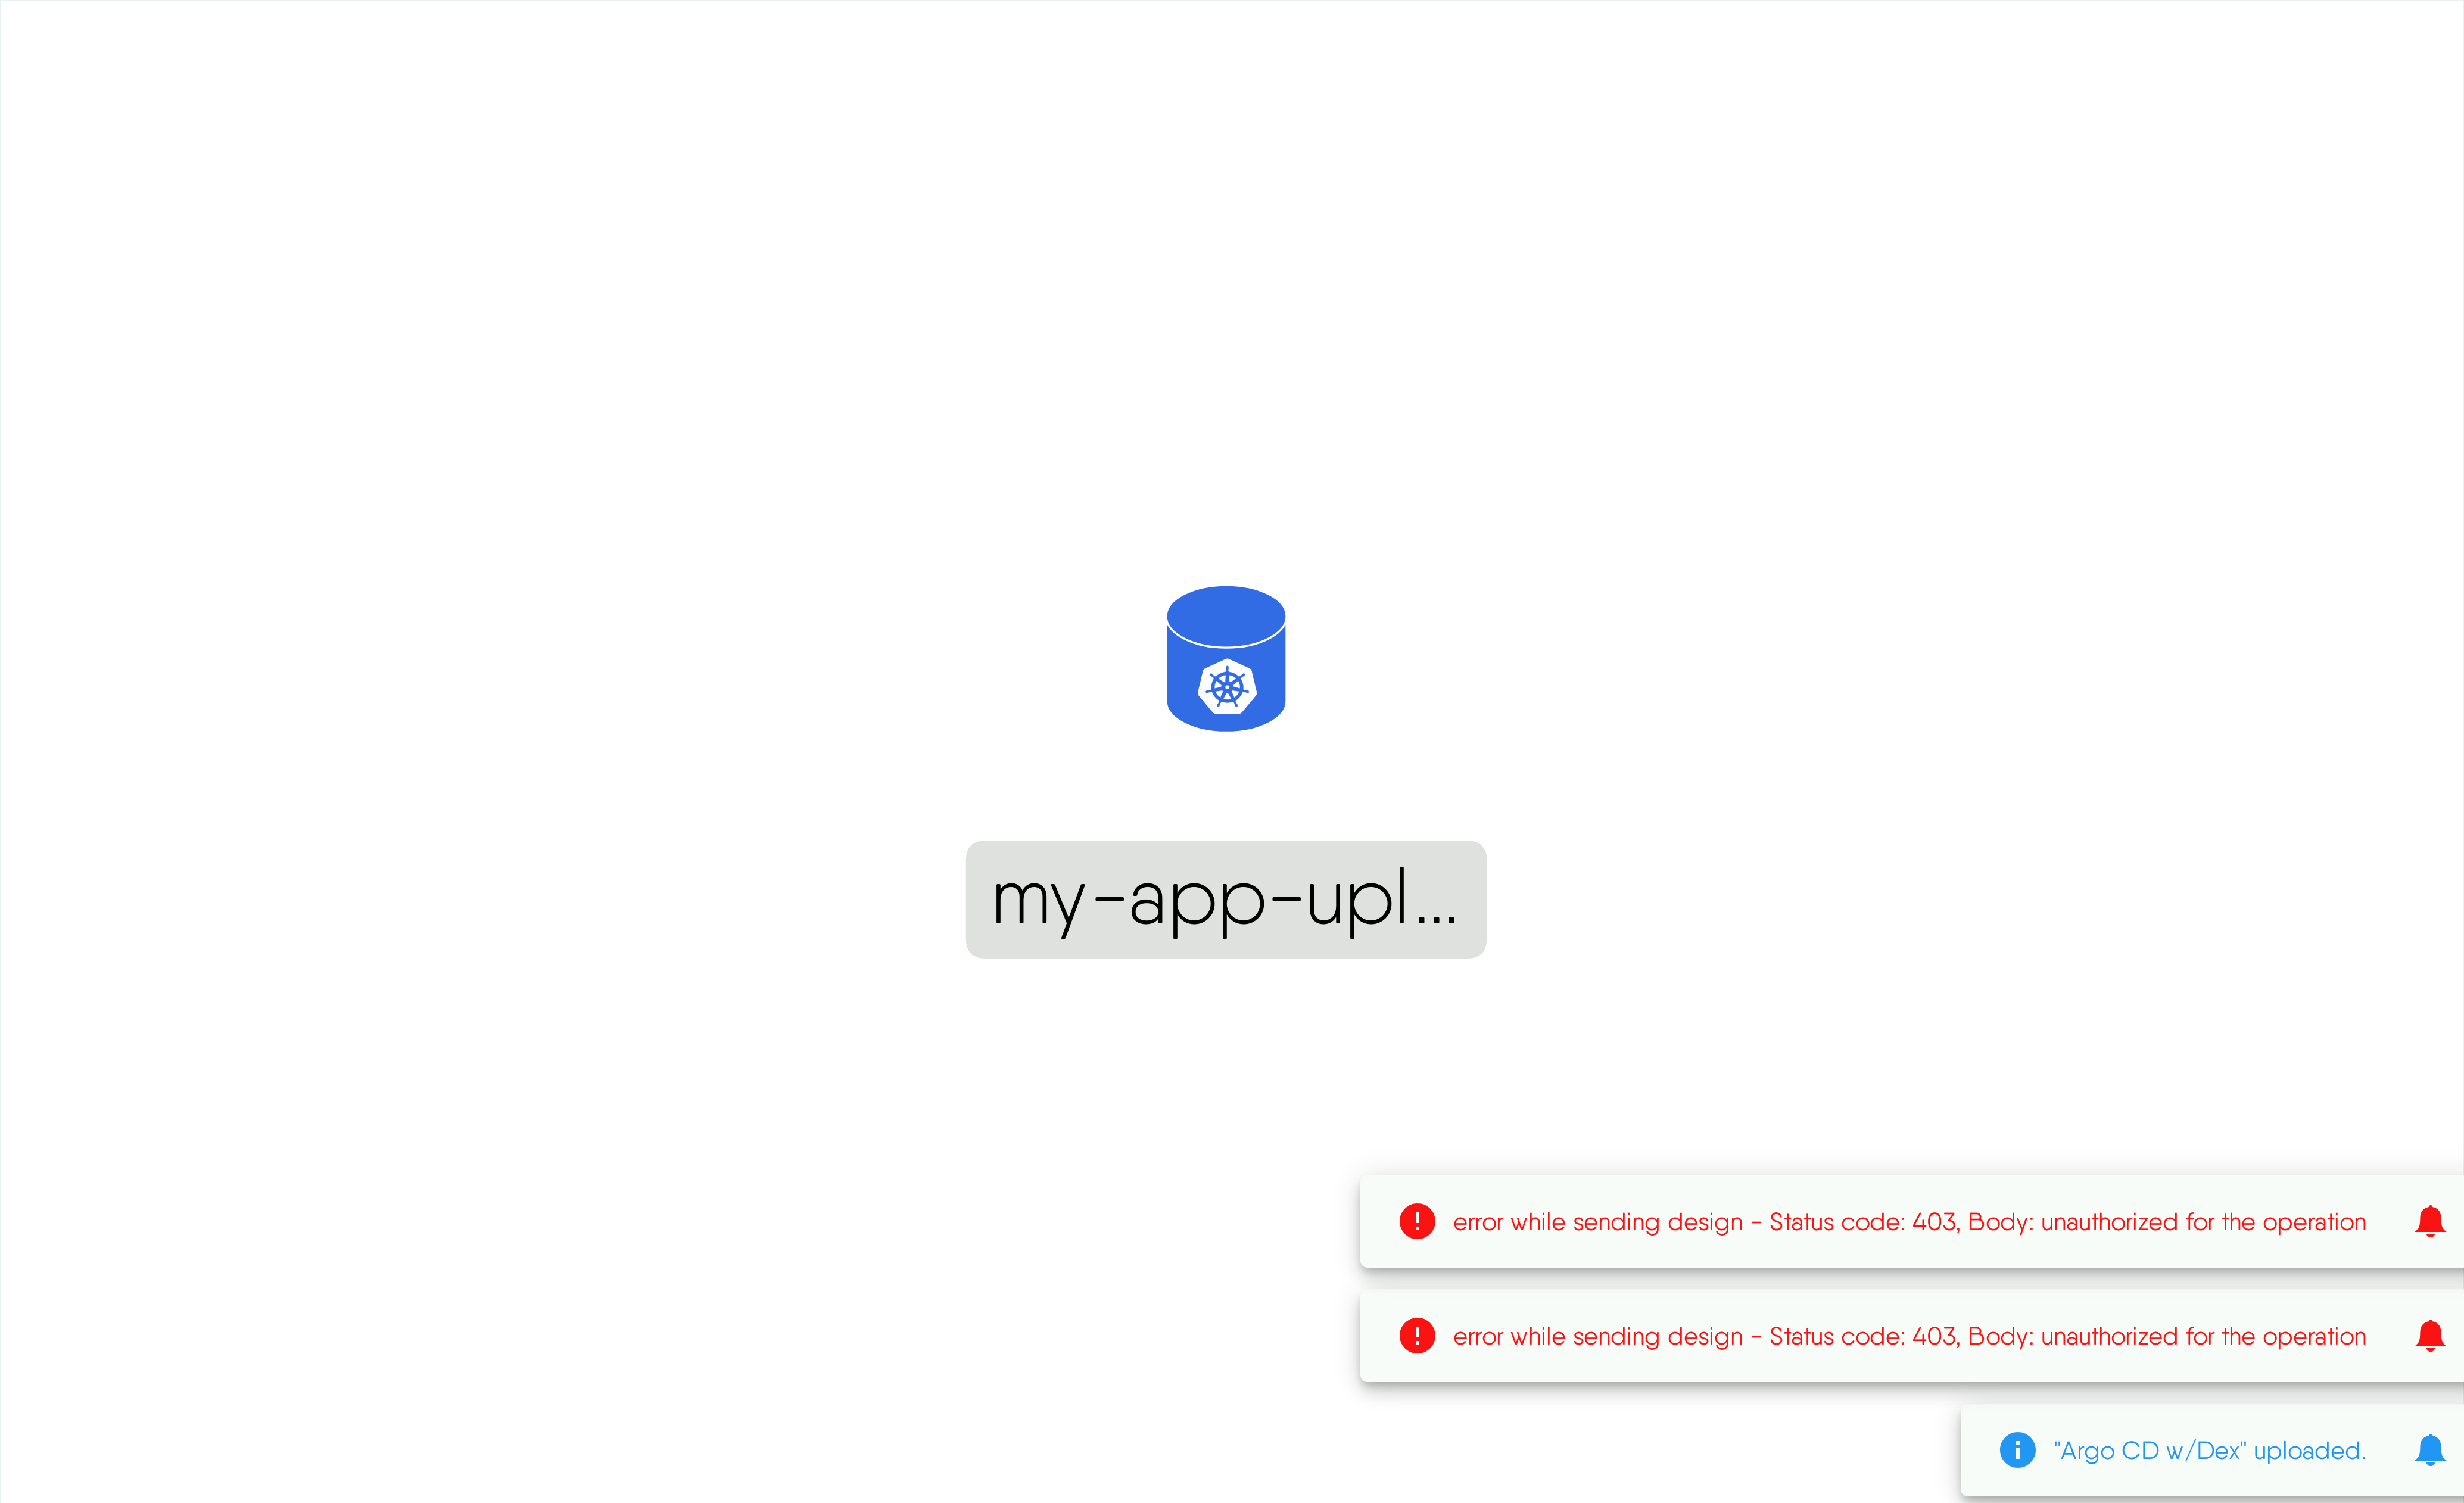 my-app-upl...
error while sending design - Status code: 403, Body: unauthorized for the operation
error while sending design - Status code: 403, Body: unauthorized for the operation
"Argo CD w/Dex" uploaded.